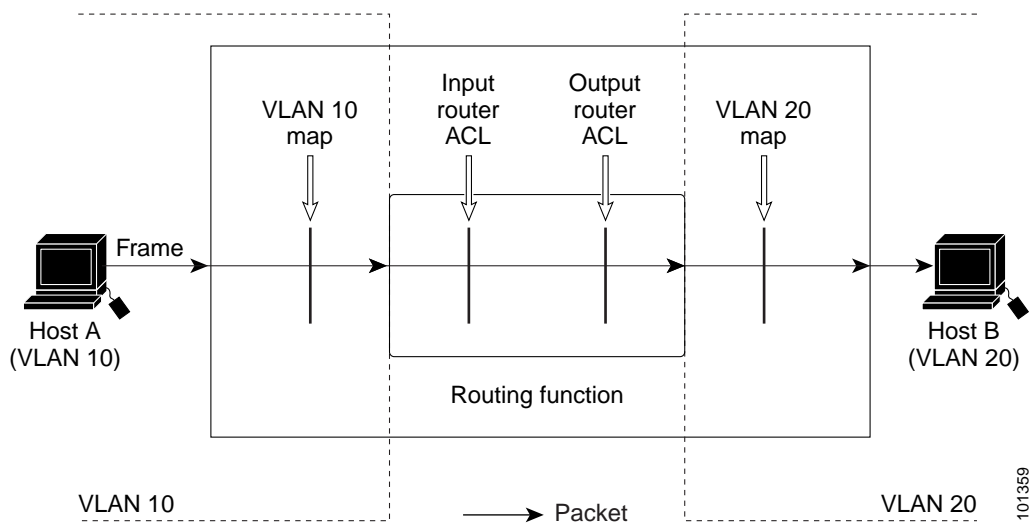 VLAN 10
map
Input
router
ACL
Output
router
ACL
VLAN 20
map
Frame
Host A
(VLAN 10)
Host B
(VLAN 20)
Routing function
VLAN 10
Packet
VLAN 20
101359